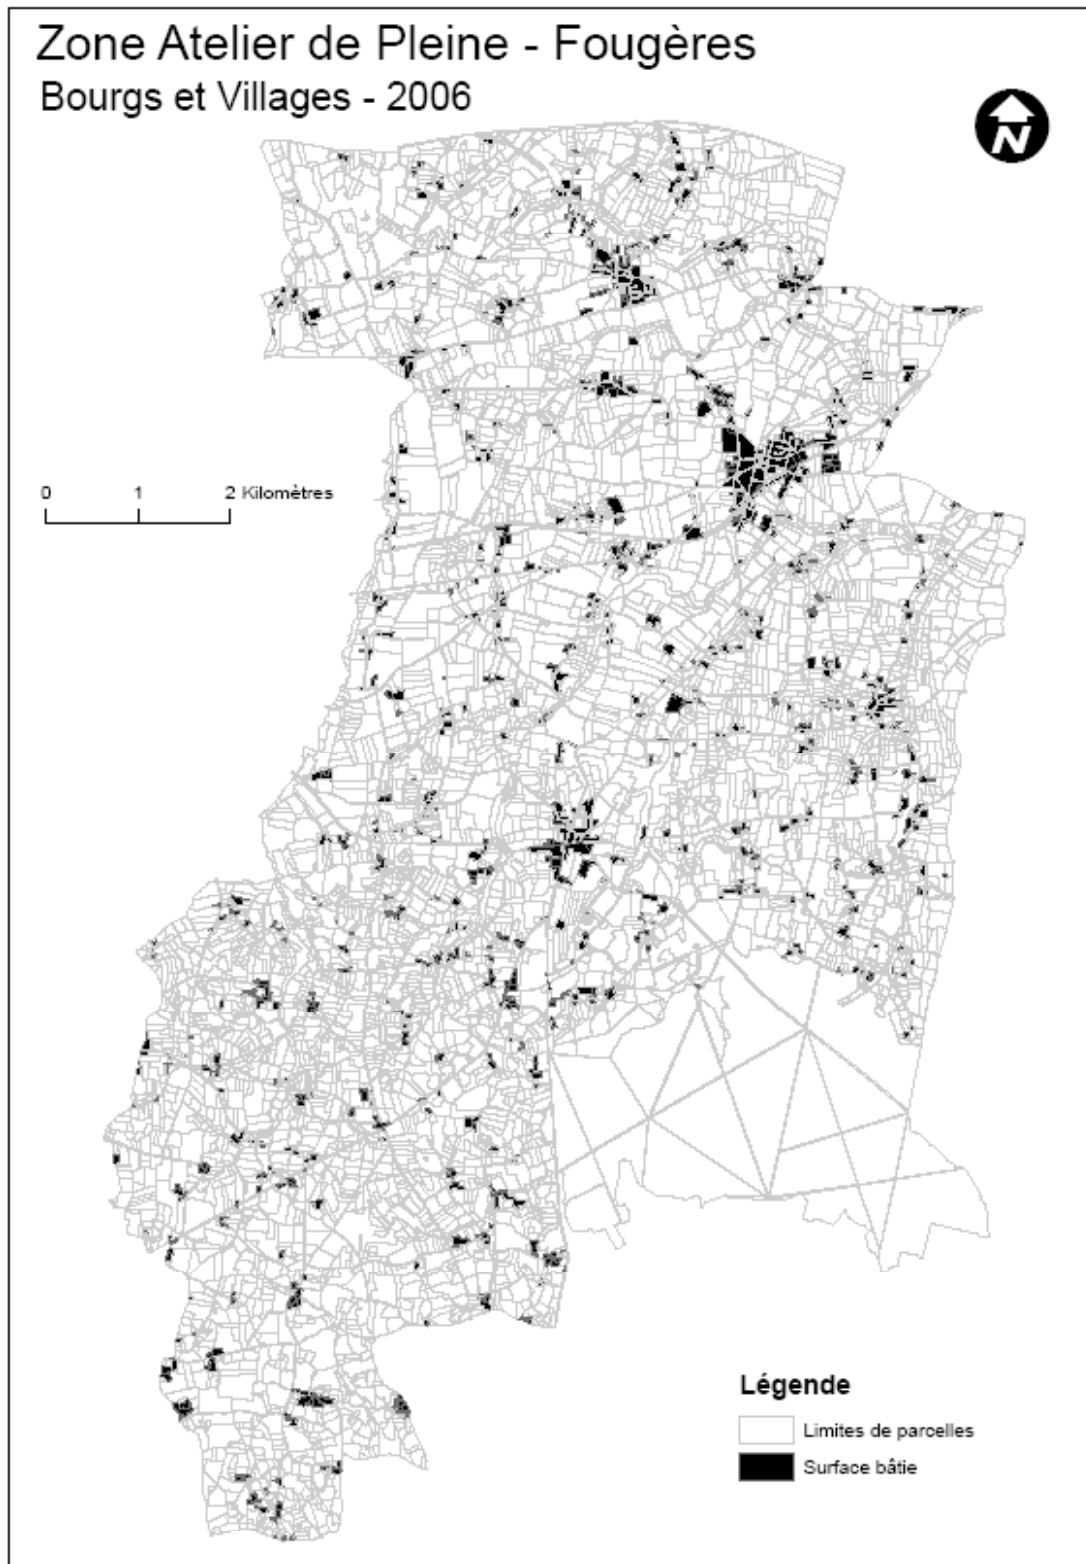 Zone Atelier de Pleine - Fougères
Bourgs et Villages - 2006
N
0 1 2 Kilomètres
Légende
Limites de parcelles
Surface bâtie